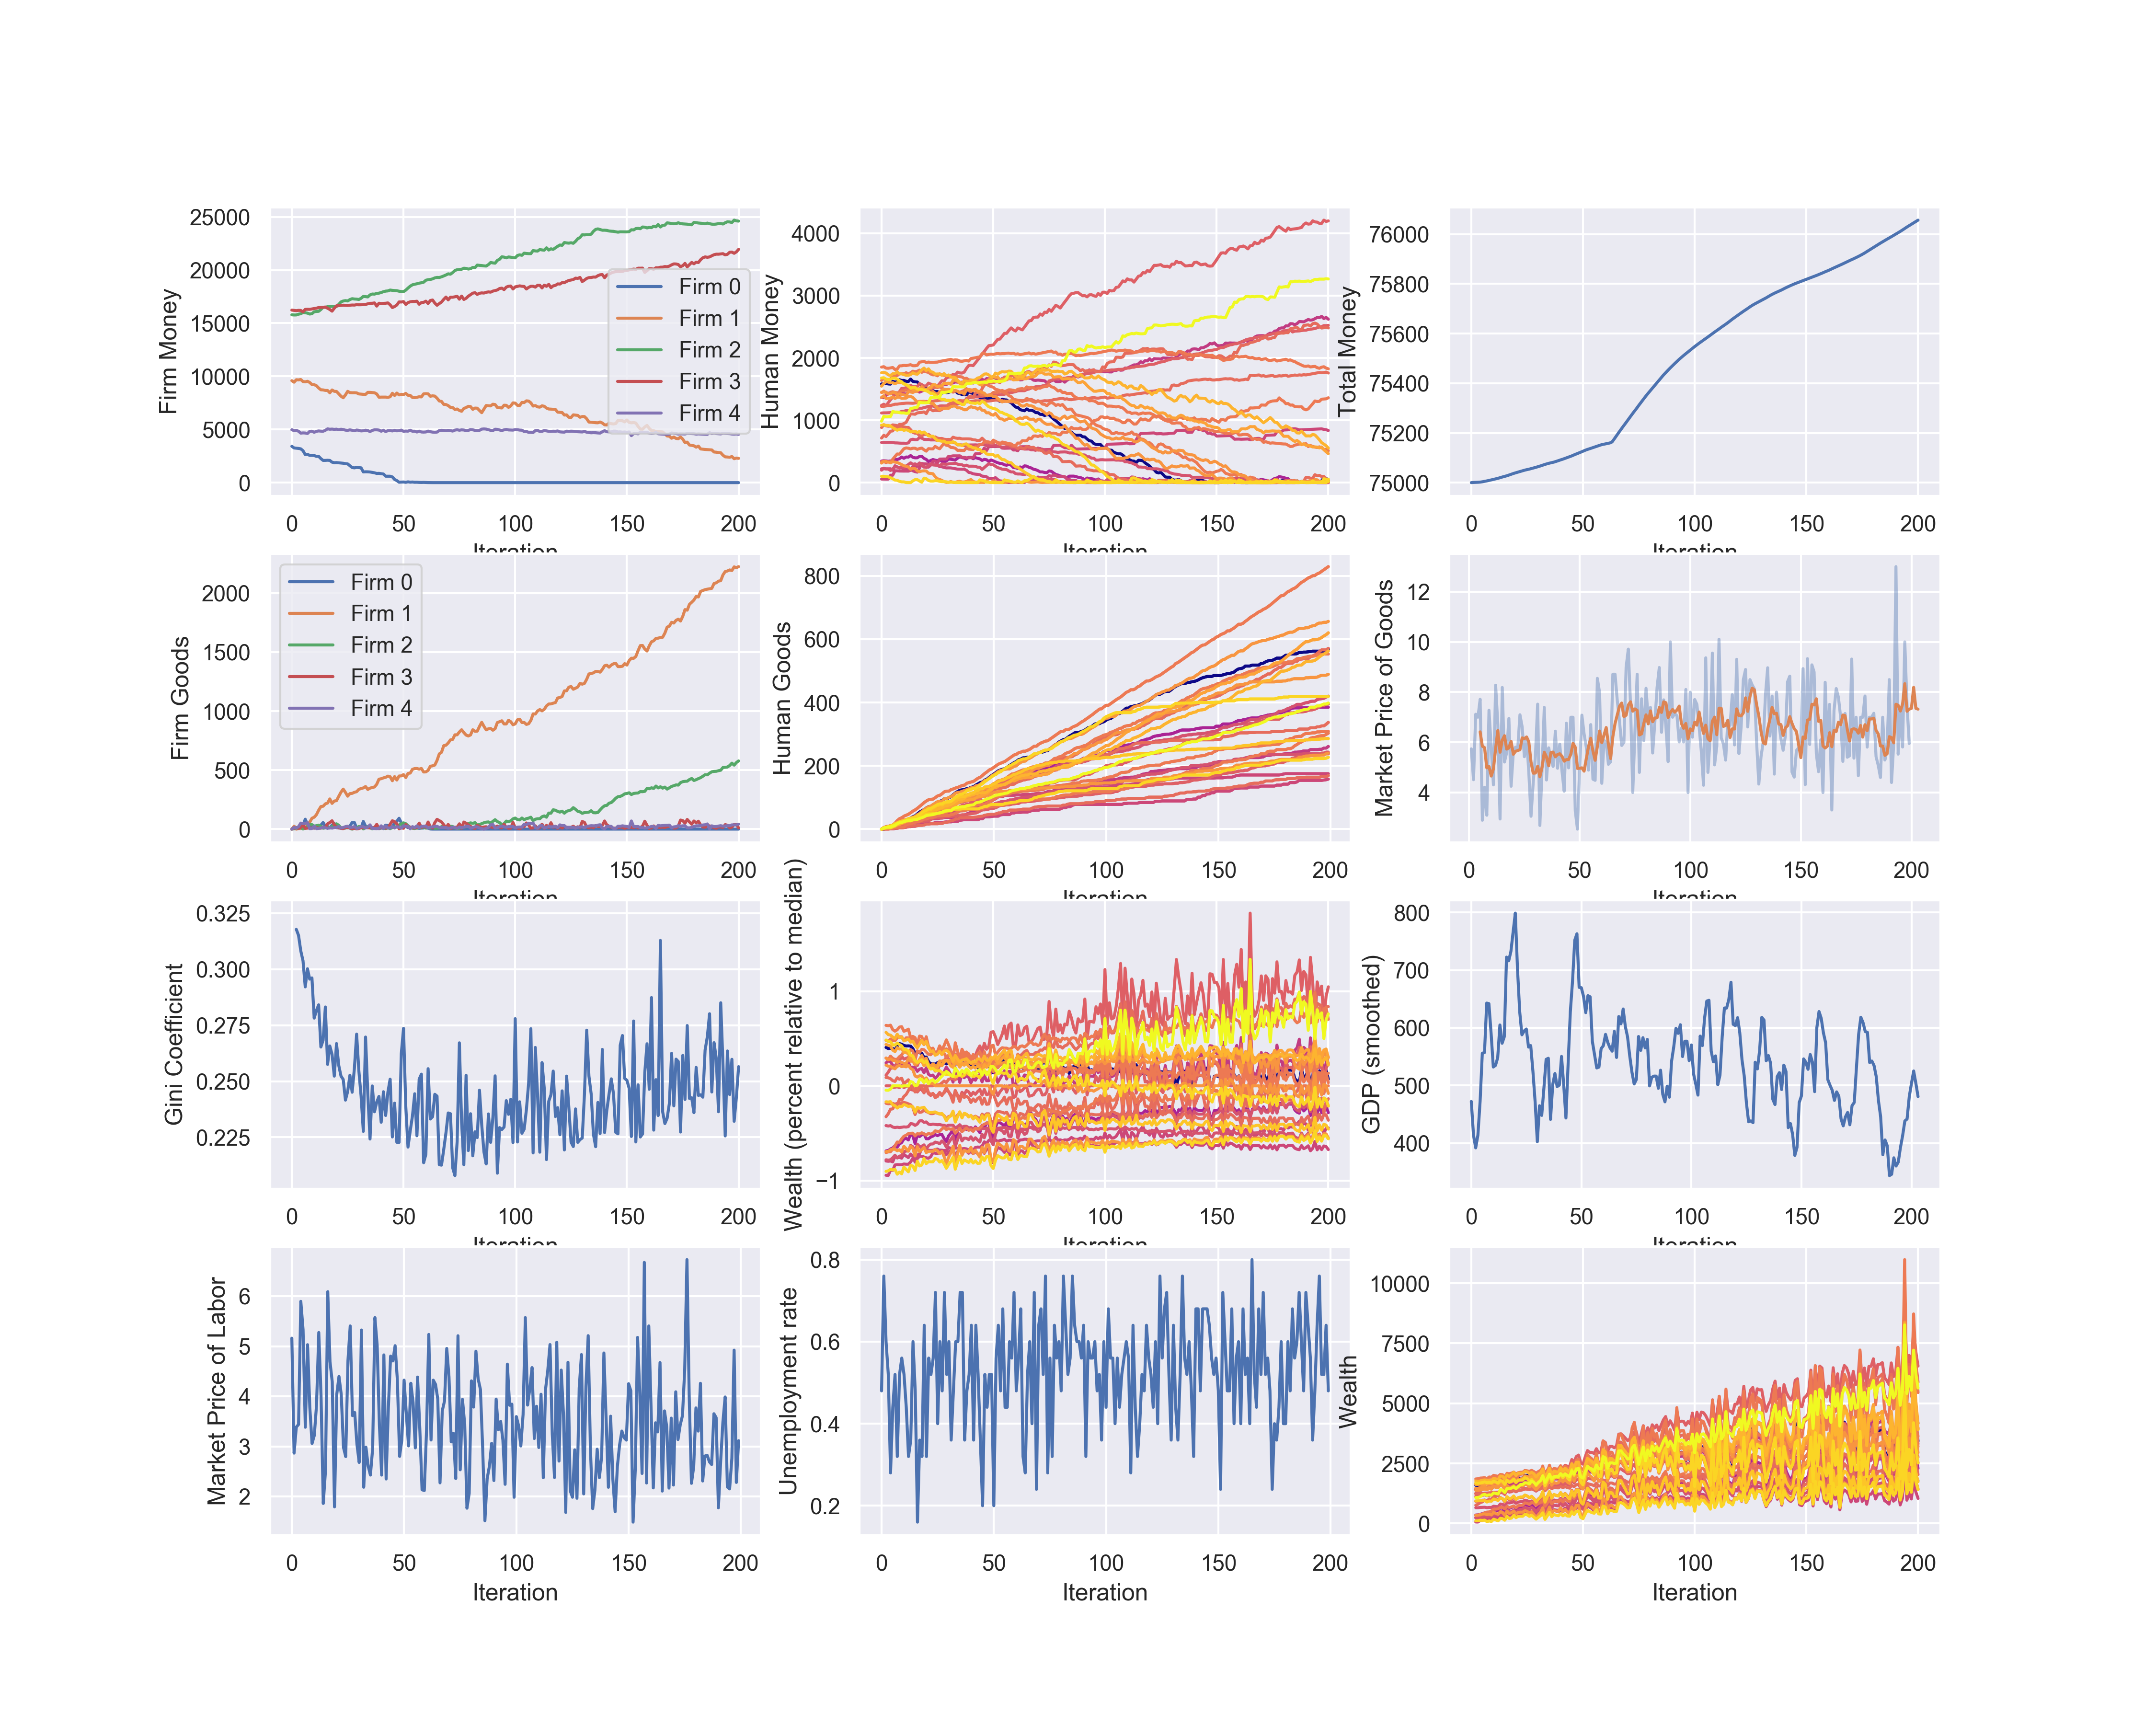 Firm Money
25000
20000
15000
10000
5000
0
Firm 0
Firm 1
Firm 2
Firm 3
Firm 4
0 50 100 150 200
Iteration
Human Money
4000
3000
2000
1000
0
0 50 100 150 200
Iteration
Total Money
76000
75800
75600
75400
75200
75000
0 50 100 150 200
Iteration
Firm Goods
2000
1500
1000
500
0
Firm 0
Firm 1
Firm 2
Firm 3
Firm 4
0 50 100 150 200
Iteration
Human Goods
800
600
400
200
0
0 50 100 150 200
Iteration
Market Price of Goods
12
10
8
6
4
0 50 100 150 200
Iteration
Gini Coefficient
0.325
0.300
0.275
0.250
0.225
0 50 100 150 200
Iteration
Wealth (percent relative to median)
1
0
−1
0 50 100 150 200
Iteration
GDP (smoothed)
800
700
600
500
400
0 50 100 150 200
Iteration
Market Price of Labor
6
5
4
3
2
0 50 100 150 200
Iteration
Unemployment rate
0.8
0.6
0.4
0.2
0 50 100 150 200
Iteration
Wealth
10000
7500
5000
2500
0
0 50 100 150 200
Iteration